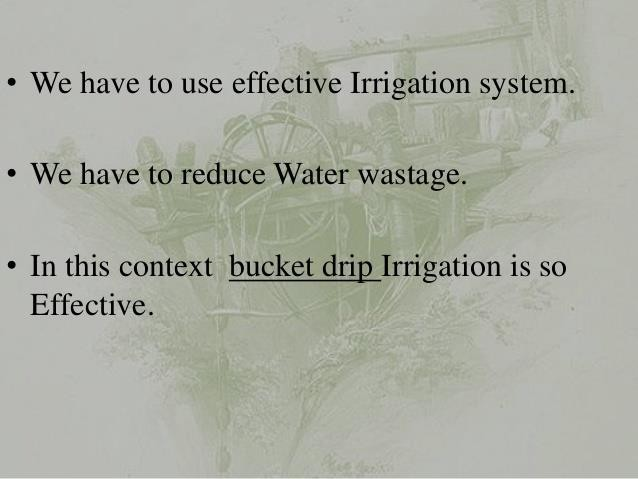 • We have to use effective Irrigation system.
• We have to reduce Water wastage.
• In this context bucket drip Irrigation is so
Effective.